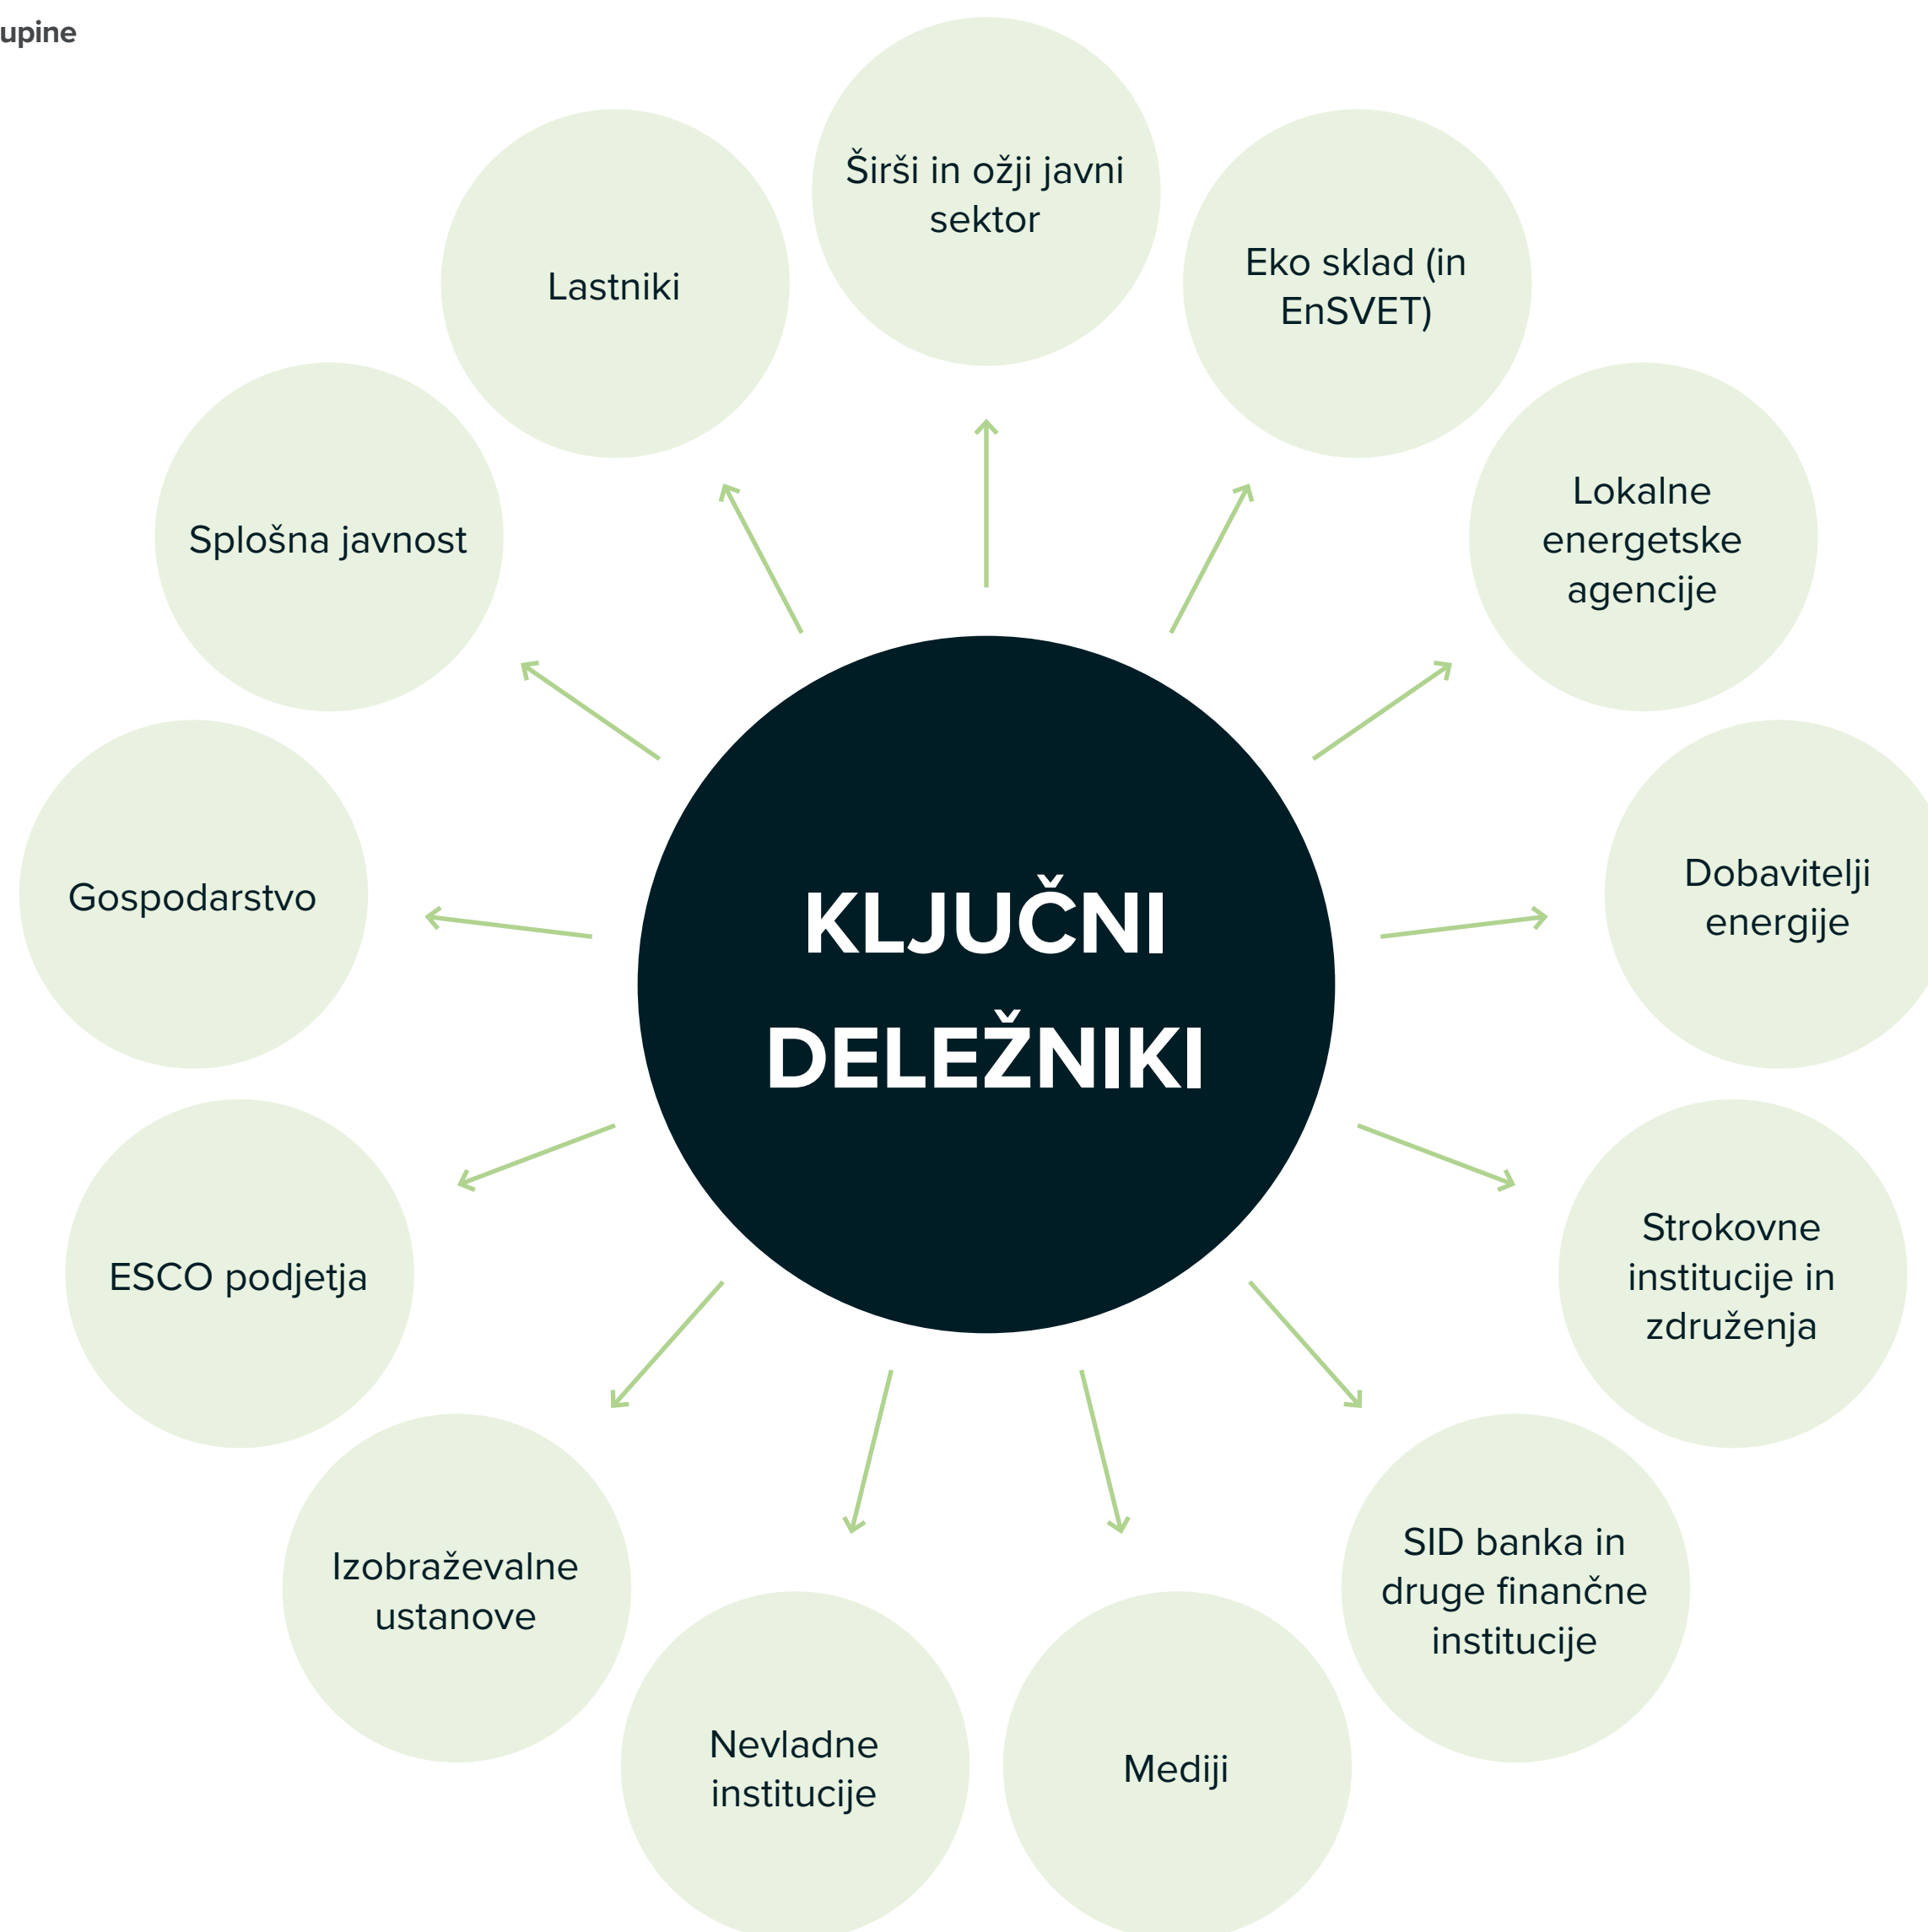 upine
Širši in ožji javni
sektor
Eko sklad (in
EnSVET)
Lokalne
energetske
agencije
Dobavitelji
energije
Strokovne
institucije in
združenja
SID banka in
druge finančne
institucije
Mediji
Nevladne
institucije
Izobraževalne
ustanove
ESCO podjetja
Gospodarstvo
Splošna javnost
Lastniki
KLJUČNI
DELEŽNIKI